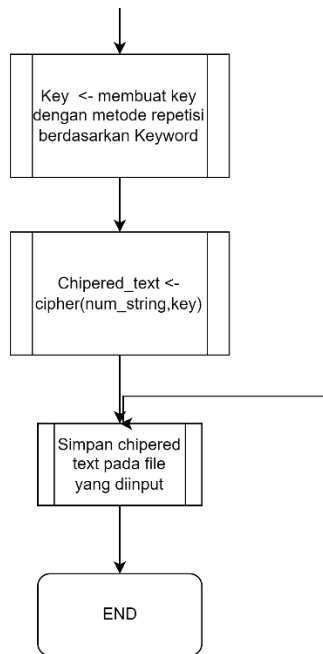 Key <- membuat key
dengan metode repetisi
berdasarkan Keyword
Chipered_text <-
cipher(num_string,key)
Simpan chipered
text pada file
yang diinput
END